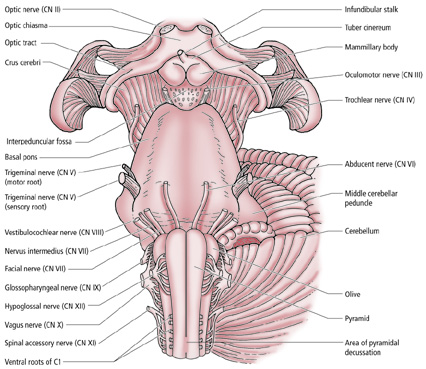 Optic nerve (CN II)
Optic chiasma
Optic tract
Crus cerebri
Interpeduncular fossa
Basal pons
Trigeminal nerve (CN V)
(motor root)
Trigeminal nerve (CN V)
(sensory root)
Vestibulocochlear nerve (CN VIII)
Nervus intermedius (CN VII)
Facial nerve (CN VII)
Glossopharyngeal nerve (CN IX)
Hypoglossal nerve (CN XII)
Vagus nerve (CN X)
Spinal accessory nerve (CN XI)
Ventral roots of C1
Infundibular stalk
Tuber cinereum
Mammillary body
Oculomotor nerve (CN III)
Trochlear nerve (CN IV)
Abducent nerve (CN VI)
Middle cerebellar
peduncle
Cerebellum
Olive
Pyramid
Area of pyramidal
decussation